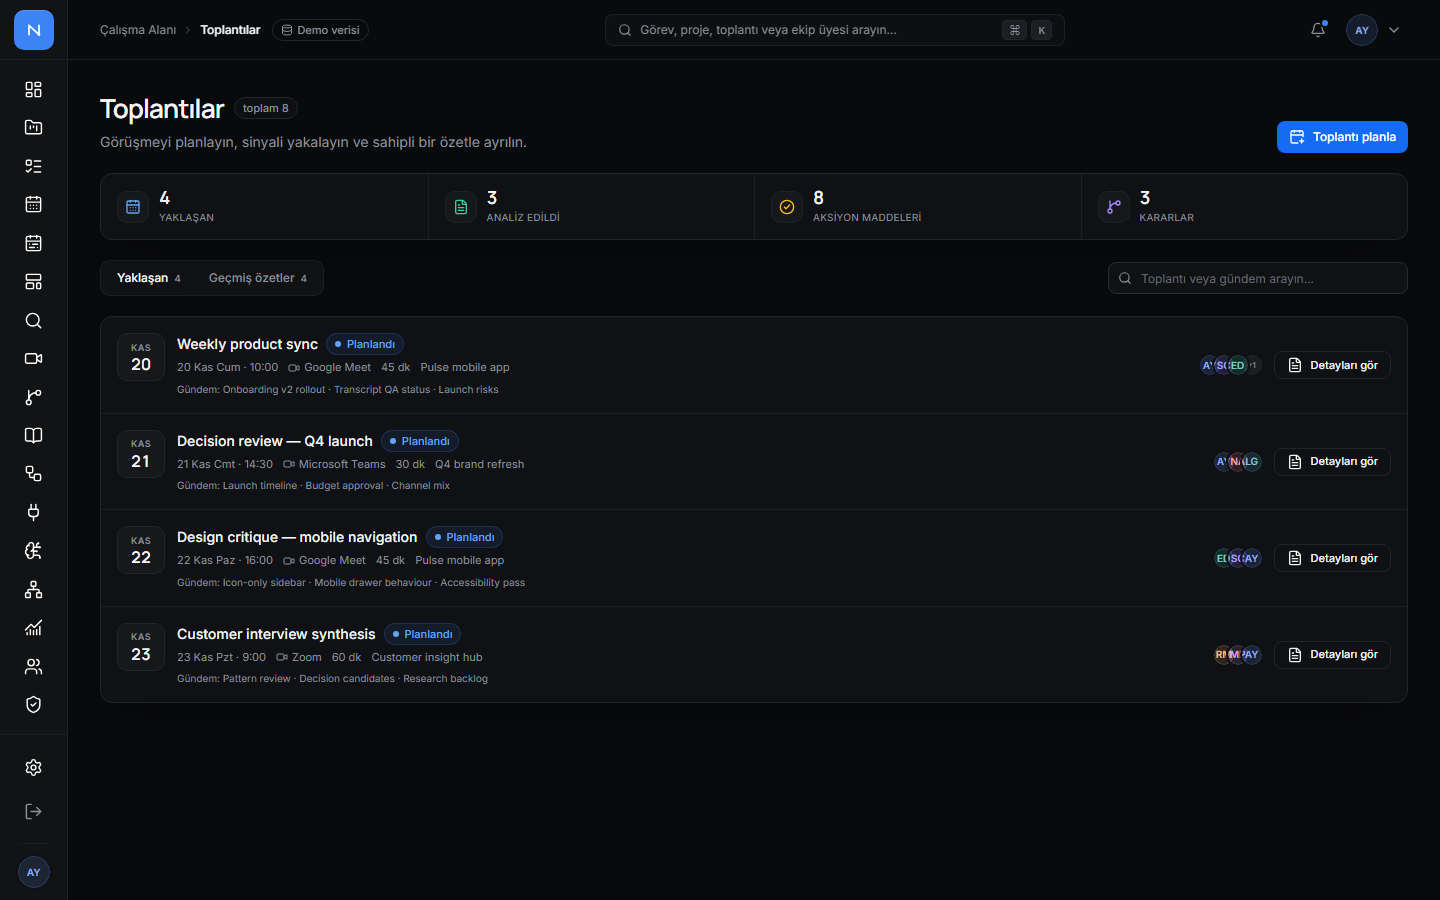 N
Çalışma Alanı > Toplantılar Demo verisi
Görev, proje, toplantı veya ekip üyesi arayın... ⌘ K
AY
Toplantılar toplam 8
Görüşmeyi planlayın, sinyali yakalayın ve sahipli bir özetle ayrılın.
Toplantı planla
4
YAKLAŞAN
3
ANALİZ EDİLDİ
8
AKSİYON MADDELERİ
3
KARARLAR
Yaklaşan 4 Geçmiş özetler 4
Toplantı veya gündem arayın...
KAS
20
Weekly product sync Planlandı
20 Kas Cum · 10:00 Google Meet 45 dk Pulse mobile app
Gündem: Onboarding v2 rollout · Transcript QA status · Launch risks
ED +1 Detayları gör
KAS
21
Decision review — Q4 launch Planlandı
21 Kas Cmt · 14:30 Microsoft Teams 30 dk Q4 brand refresh
Gündem: Launch timeline · Budget approval · Channel mix
LG Detayları gör
KAS
22
Design critique — mobile navigation Planlandı
22 Kas Paz · 16:00 Google Meet 45 dk Pulse mobile app
Gündem: Icon-only sidebar · Mobile drawer behaviour · Accessibility pass
AY Detayları gör
KAS
23
Customer interview synthesis Planlandı
23 Kas Pzt · 9:00 Zoom 60 dk Customer insight hub
Gündem: Pattern review · Decision candidates · Research backlog
AY Detayları gör
AY